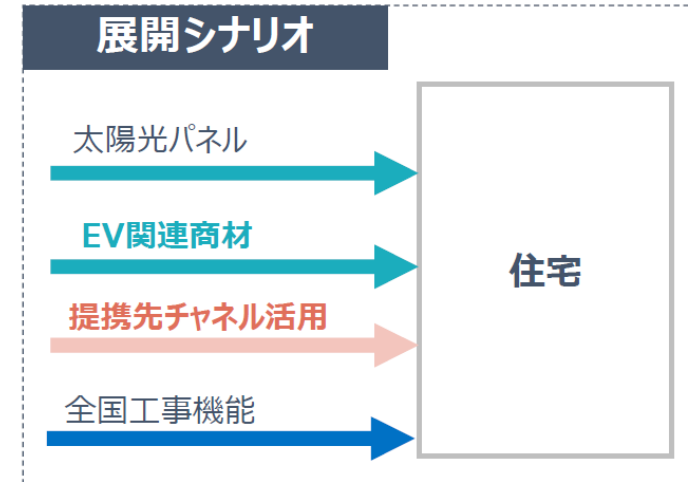 展開シナリオ
太陽光パネル
EV関連商材
提携先チャネル活用
全国工事機能
住宅